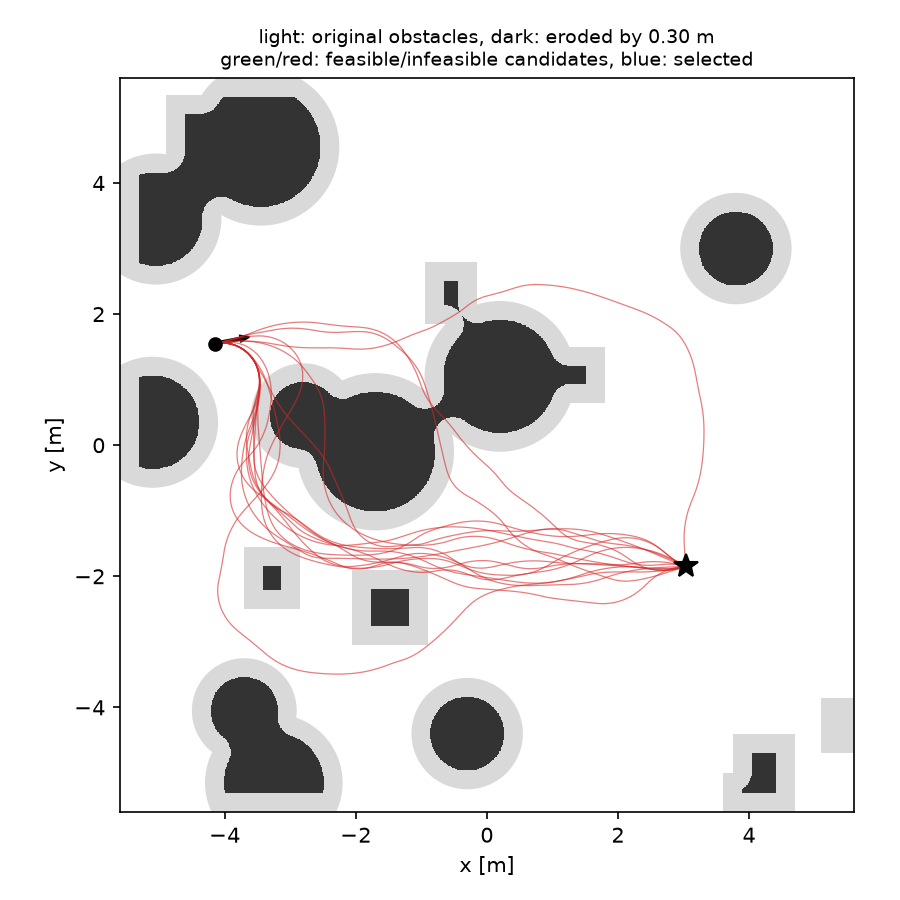 light: original obstacles, dark: eroded by 0.30 m
green/red: feasible/infeasible candidates, blue: selected
4
2
0
−2
−4
y [m]
−4 −2 0 2 4
x [m]